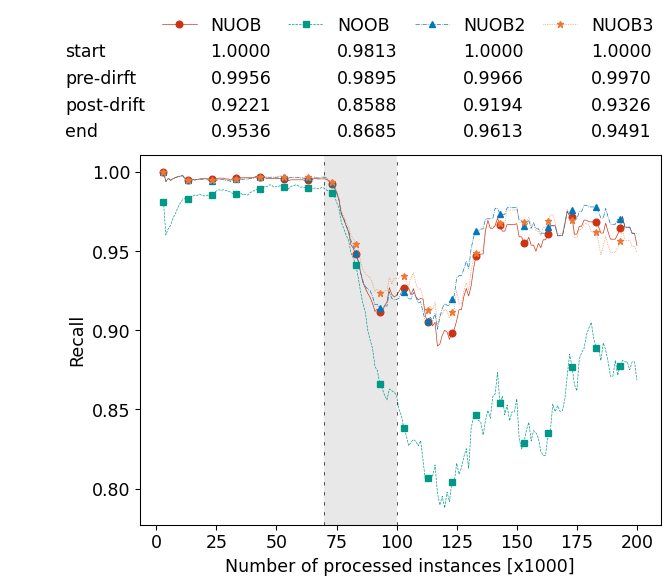 NUOB NOOB NUOB2 NUOB3
start 1.0000 0.9813 1.0000 1.0000
pre-dirft 0.9956 0.9895 0.9966 0.9970
post-drift 0.9221 0.8588 0.9194 0.9326
end 0.9536 0.8685 0.9613 0.9491
1.00
0.95
0.90
0.85
0.80
Recall
0 25 50 75 100 125 150 175 200
Number of processed instances [x1000]